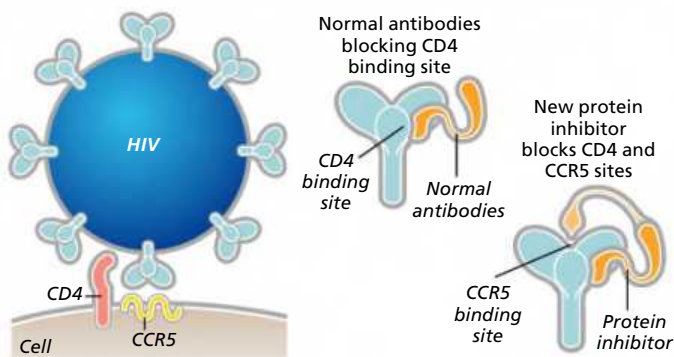 HIV
CD4
CCR5
Cell
Normal antibodies
blocking CD4
binding site
CD4
binding
site
Normal
antibodies
New protein
inhibitor
blocks CD4 and
CCR5 sites
CCR5
binding
site
Protein
inhibitor